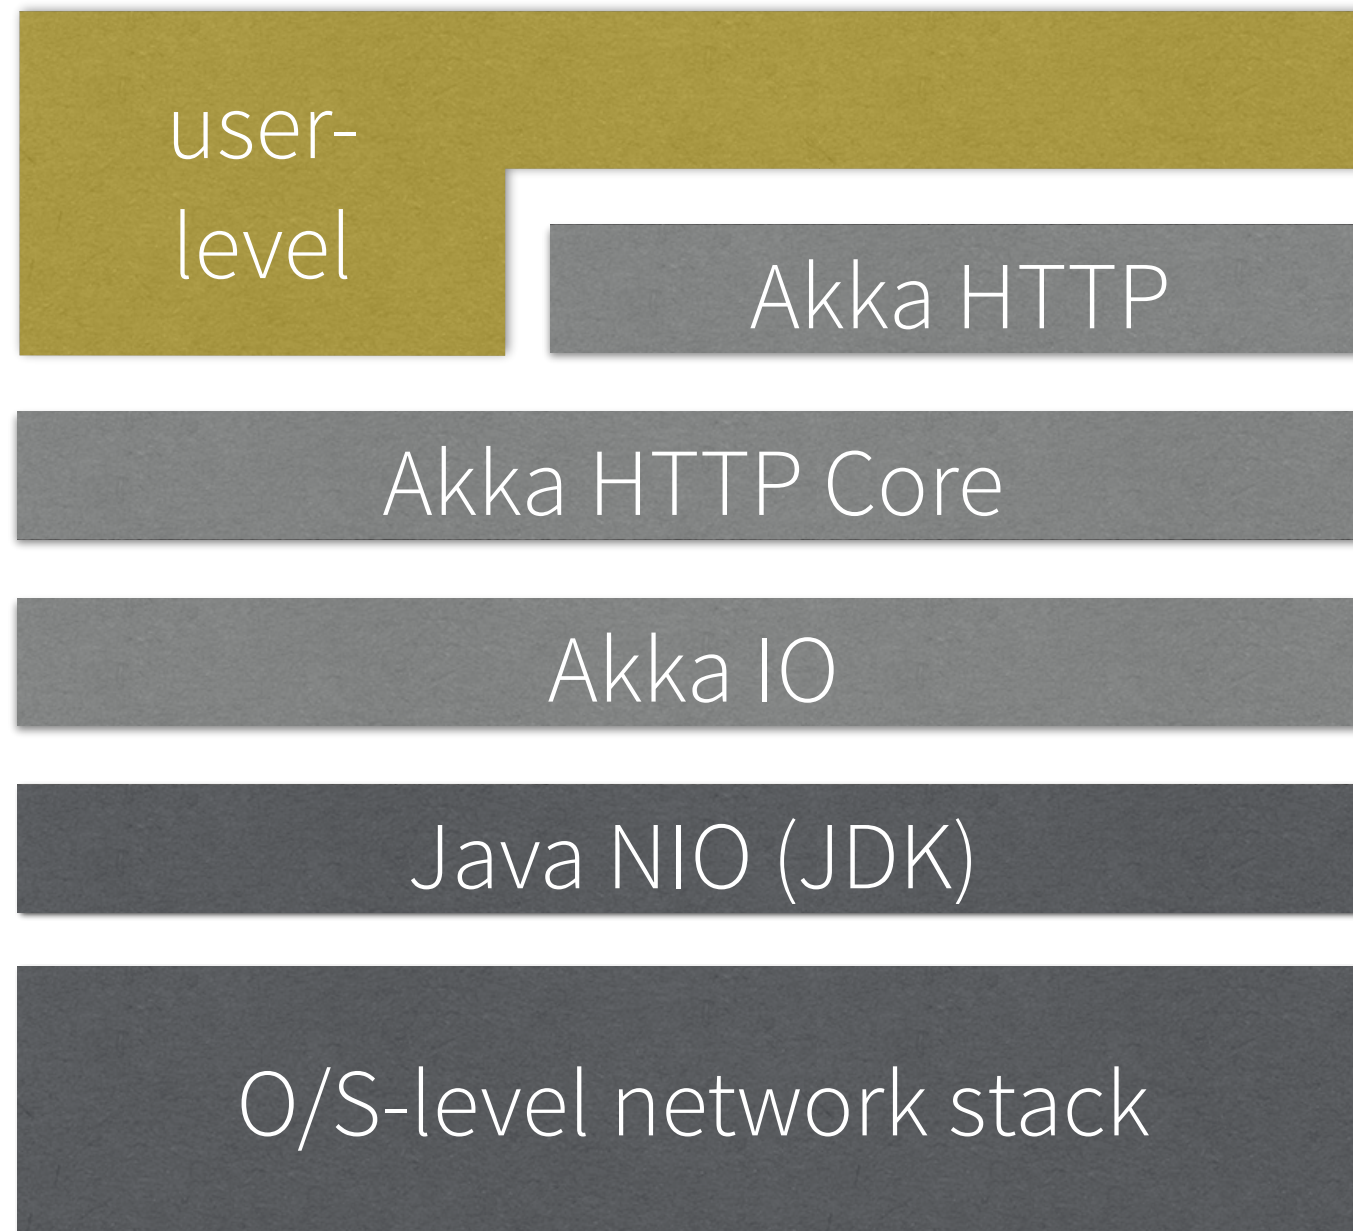 user-
level
Akka HTTP
Akka HTTP Core
Akka IO
Java NIO (JDK)
O/S-level network stack